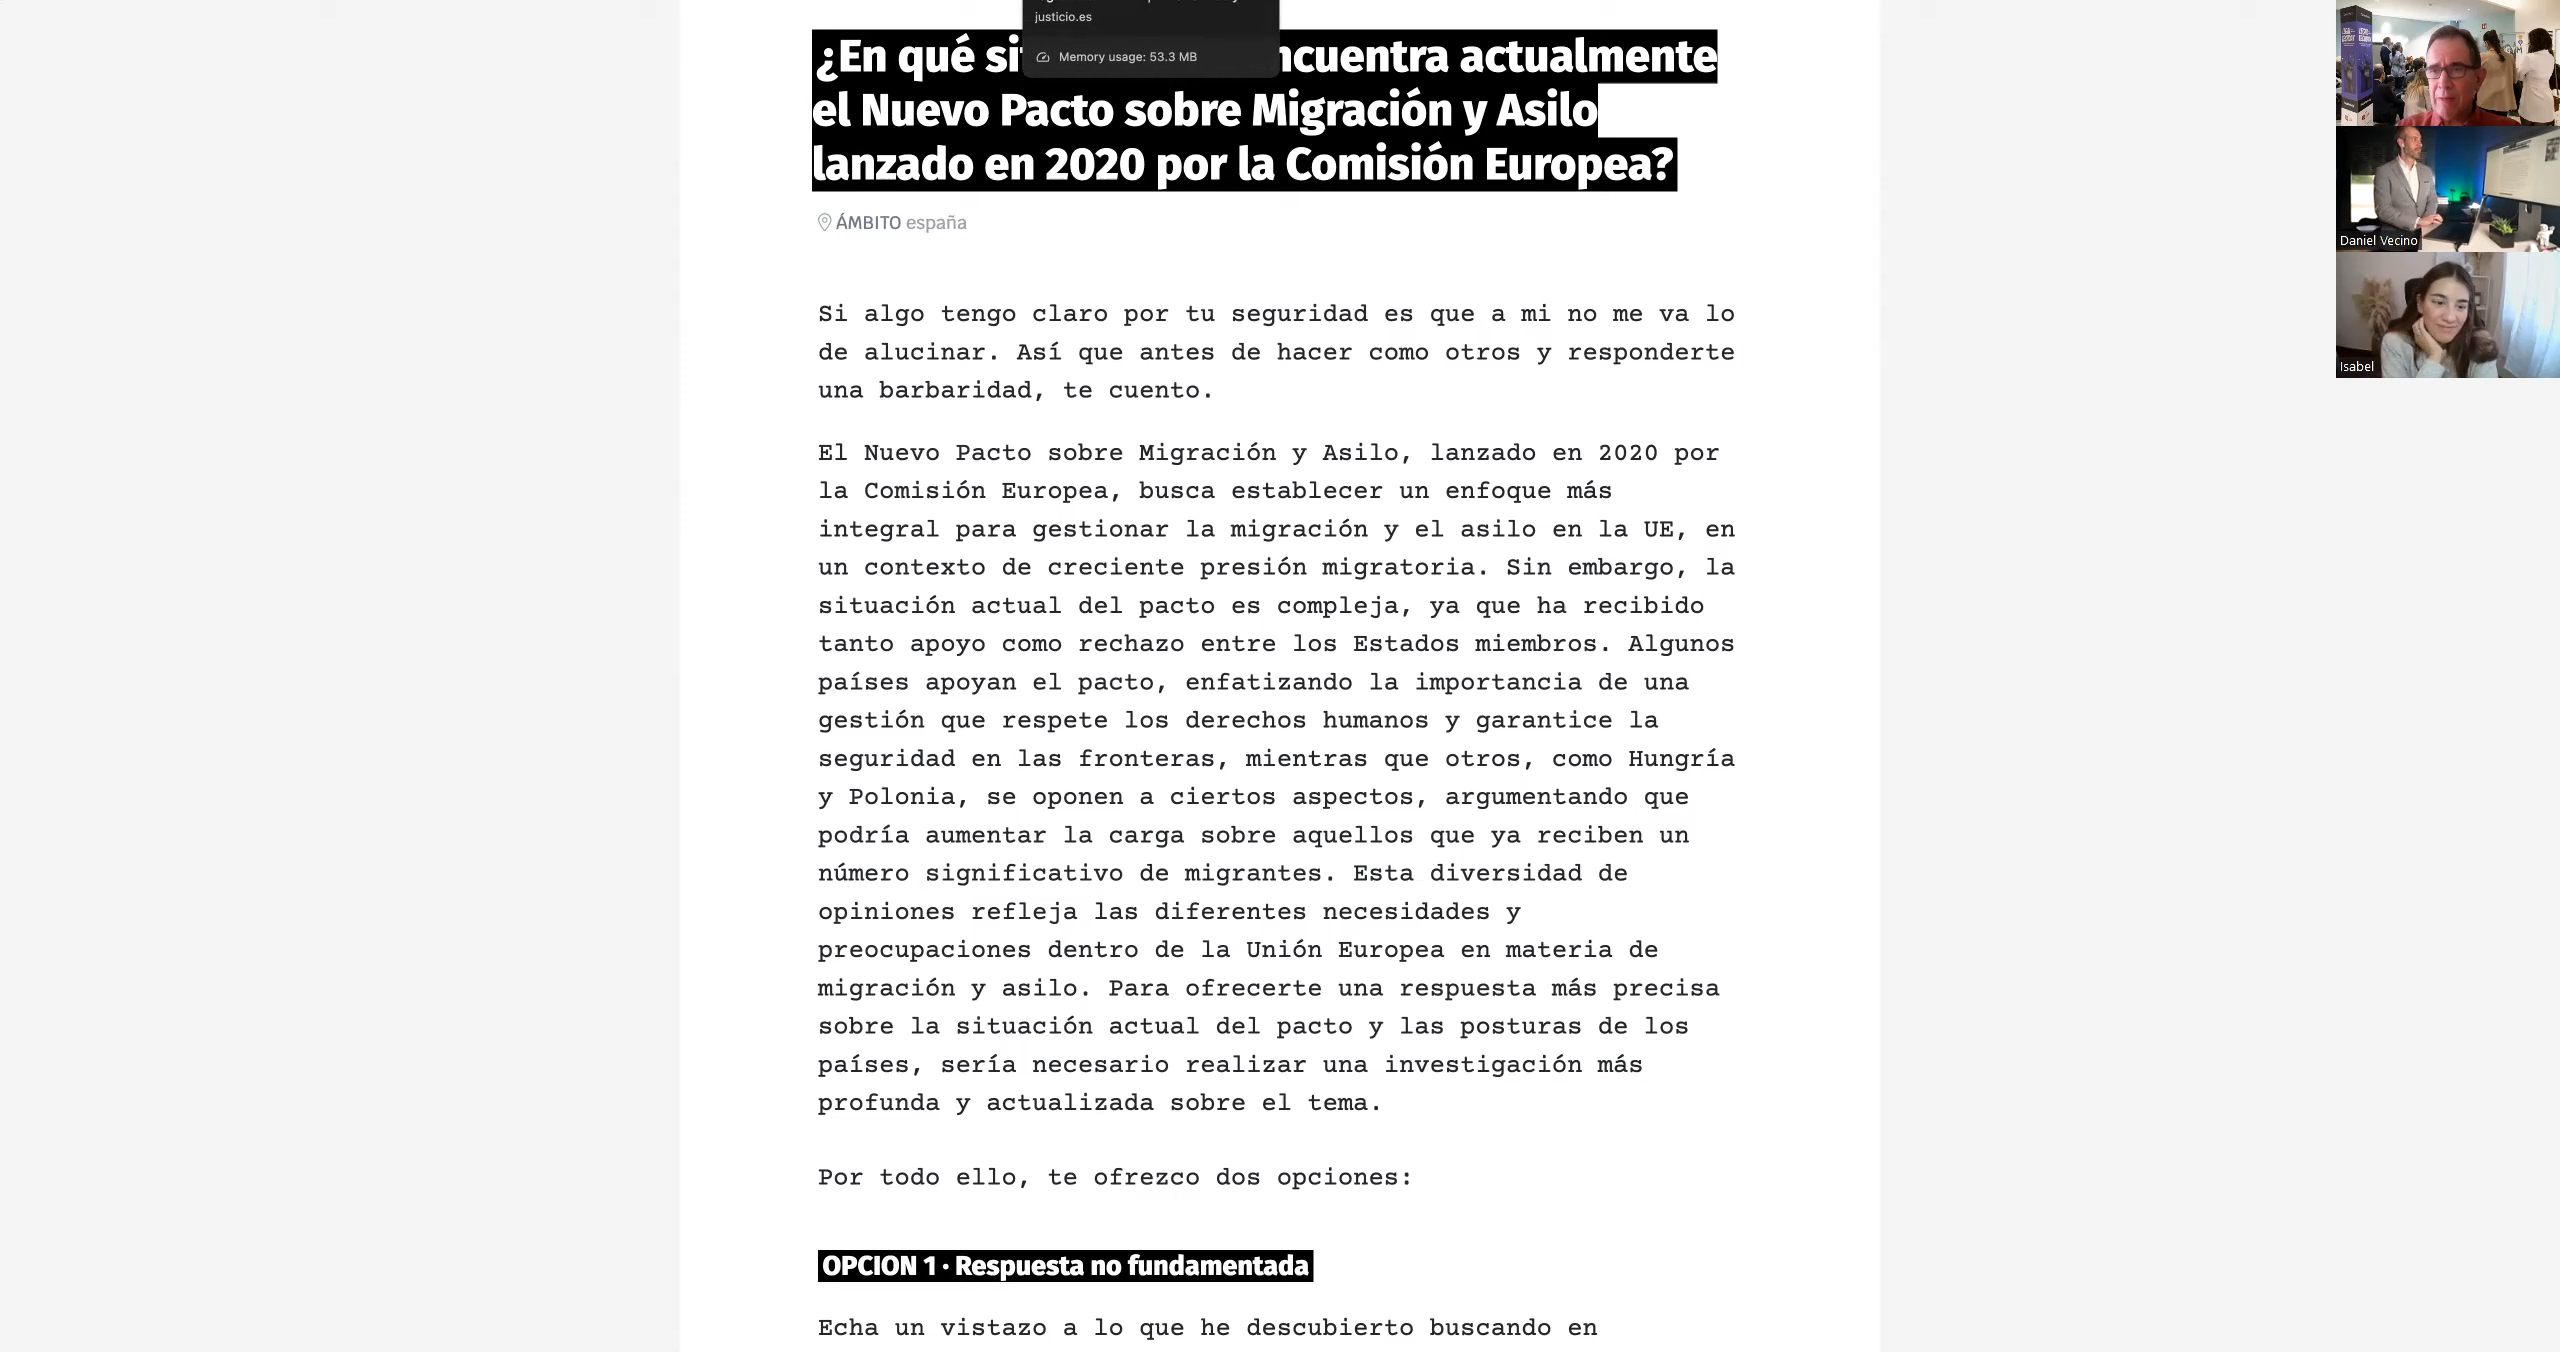 justicio.es
Memory usage: 53.3 MB
¿En qué si ncuentra actualmente
el Nuevo Pacto sobre Migración y Asilo
lanzado en 2020 por la Comisión Europea?
ÁMBITO españa
Si algo tengo claro por tu seguridad es que a mi no me va lo
de alucinar. Así que antes de hacer como otros y responderte
una barbaridad, te cuento.
El Nuevo Pacto sobre Migración y Asilo, lanzado en 2020 por
la Comisión Europea, busca establecer un enfoque más
integral para gestionar la migración y el asilo en la UE, en
un contexto de creciente presión migratoria. Sin embargo, la
situación actual del pacto es compleja, ya que ha recibido
tanto apoyo como rechazo entre los Estados miembros. Algunos
países apoyan el pacto, enfatizando la importancia de una
gestión que respete los derechos humanos y garantice la
seguridad en las fronteras, mientras que otros, como Hungría
y Polonia, se oponen a ciertos aspectos, argumentando que
podría aumentar la carga sobre aquellos que ya reciben un
número significativo de migrantes. Esta diversidad de
opiniones refleja las diferentes necesidades y
preocupaciones dentro de la Unión Europea en materia de
migración y asilo. Para ofrecerte una respuesta más precisa
sobre la situación actual del pacto y las posturas de los
países, sería necesario realizar una investigación más
profunda y actualizada sobre el tema.
Por todo ello, te ofrezco dos opciones:
OPCION 1 · Respuesta no fundamentada
Echa un vistazo a lo que he descubierto buscando en
Daniel Vecino
Isabel